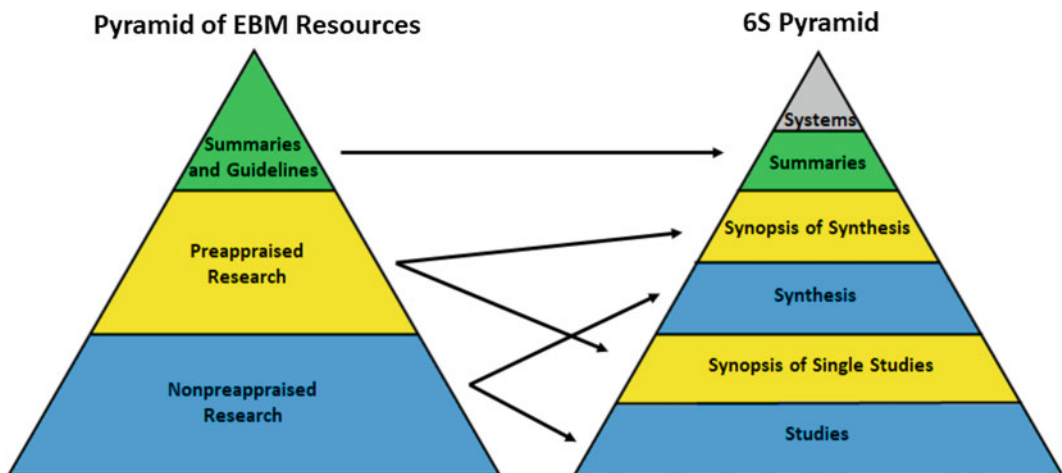 Pyramid of EBM Resources
Summaries
and Guidelines
Preappraised
Research
Nonpreappraised
Research
6S Pyramid
Systems
Summaries
Synopsis of Synthesis
Synthesis
Synopsis of Single Studies
Studies